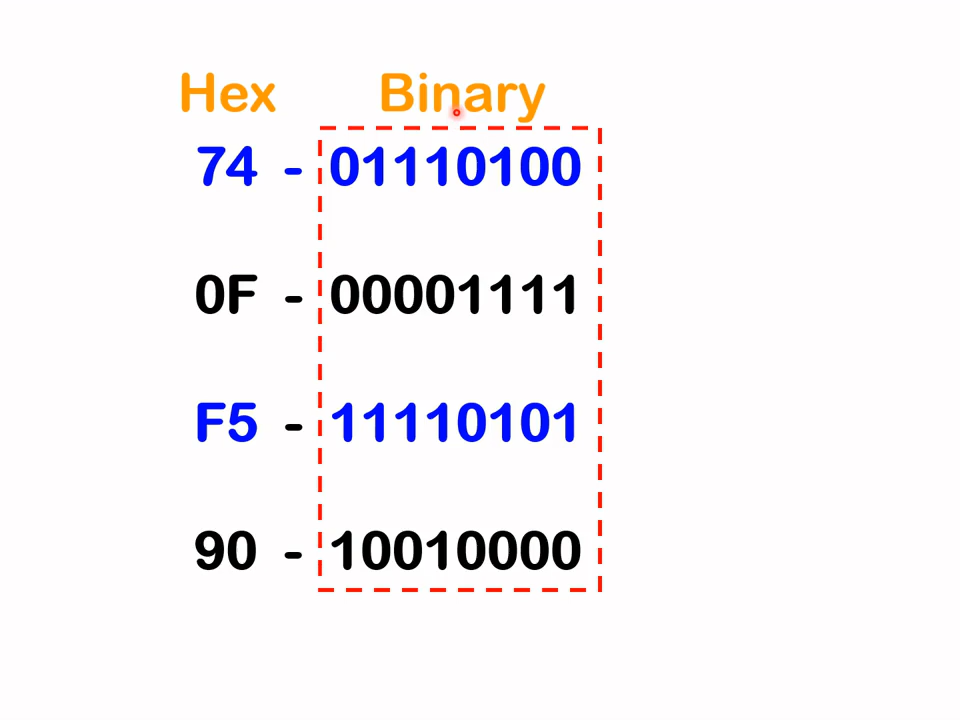 Hex Binary
74 - 01110100
0F - 00001111
F5 - 11110101
90 - 10010000